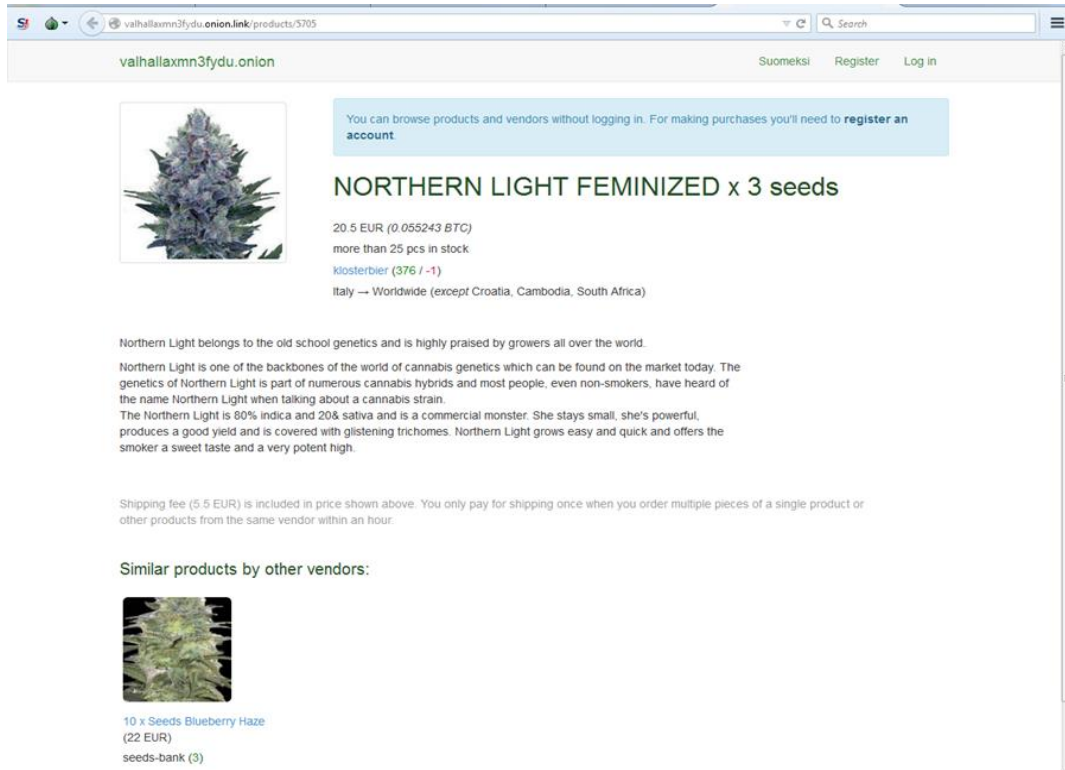 S!
valhallaxmn3fydu.onion.link/products/5705
Search
valhallaxmn3fydu.onion
Suomeksi Register Log in
You can browse products and vendors without logging in. For making purchases you'll need to register an
account.
NORTHERN LIGHT FEMINIZED x 3 seeds
20.5 EUR (0.055243 BTC)
more than 25 pcs in stock
klosterbier (376 / -1)
Italy → Worldwide (except Croatia, Cambodia, South Africa)
Northern Light belongs to the old school genetics and is highly praised by growers all over the world.
Northern Light is one of the backbones of the world of cannabis genetics which can be found on the market today. The
genetics of Northern Light is part of numerous cannabis hybrids and most people, even non-smokers, have heard of
the name Northern Light when talking about a cannabis strain.
The Northern Light is 80% indica and 20& sativa and is a commercial monster. She stays small, she's powerful,
produces a good yield and is covered with glistening trichomes. Northern Light grows easy and quick and offers the
smoker a sweet taste and a very potent high.
Shipping fee (5.5 EUR) is included in price shown above. You only pay for shipping once when you order multiple pieces of a single product or
other products from the same vendor within an hour.
Similar products by other vendors:
10 x Seeds Blueberry Haze
(22 EUR)
seeds-bank (3)